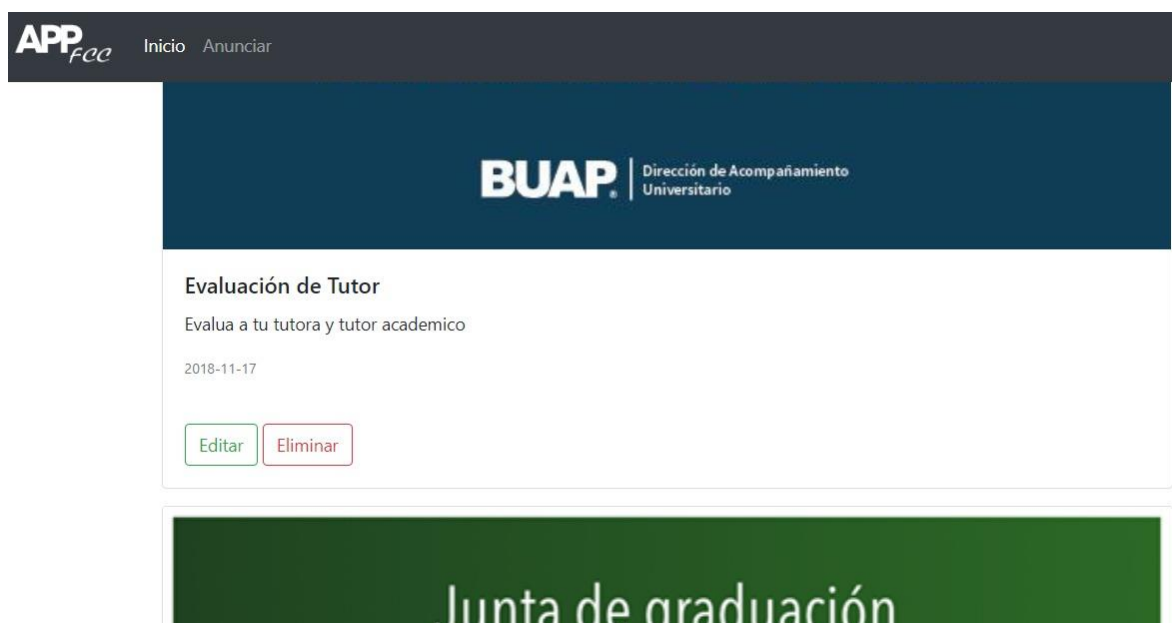 APP FCC Inicio Anunciar
BUAP. Dirección de Acompañamiento
Universitario
Evaluación de Tutor
Evalua a tu tutora y tutor academico
2018-11-17
Editar Eliminar
Junta de graduación